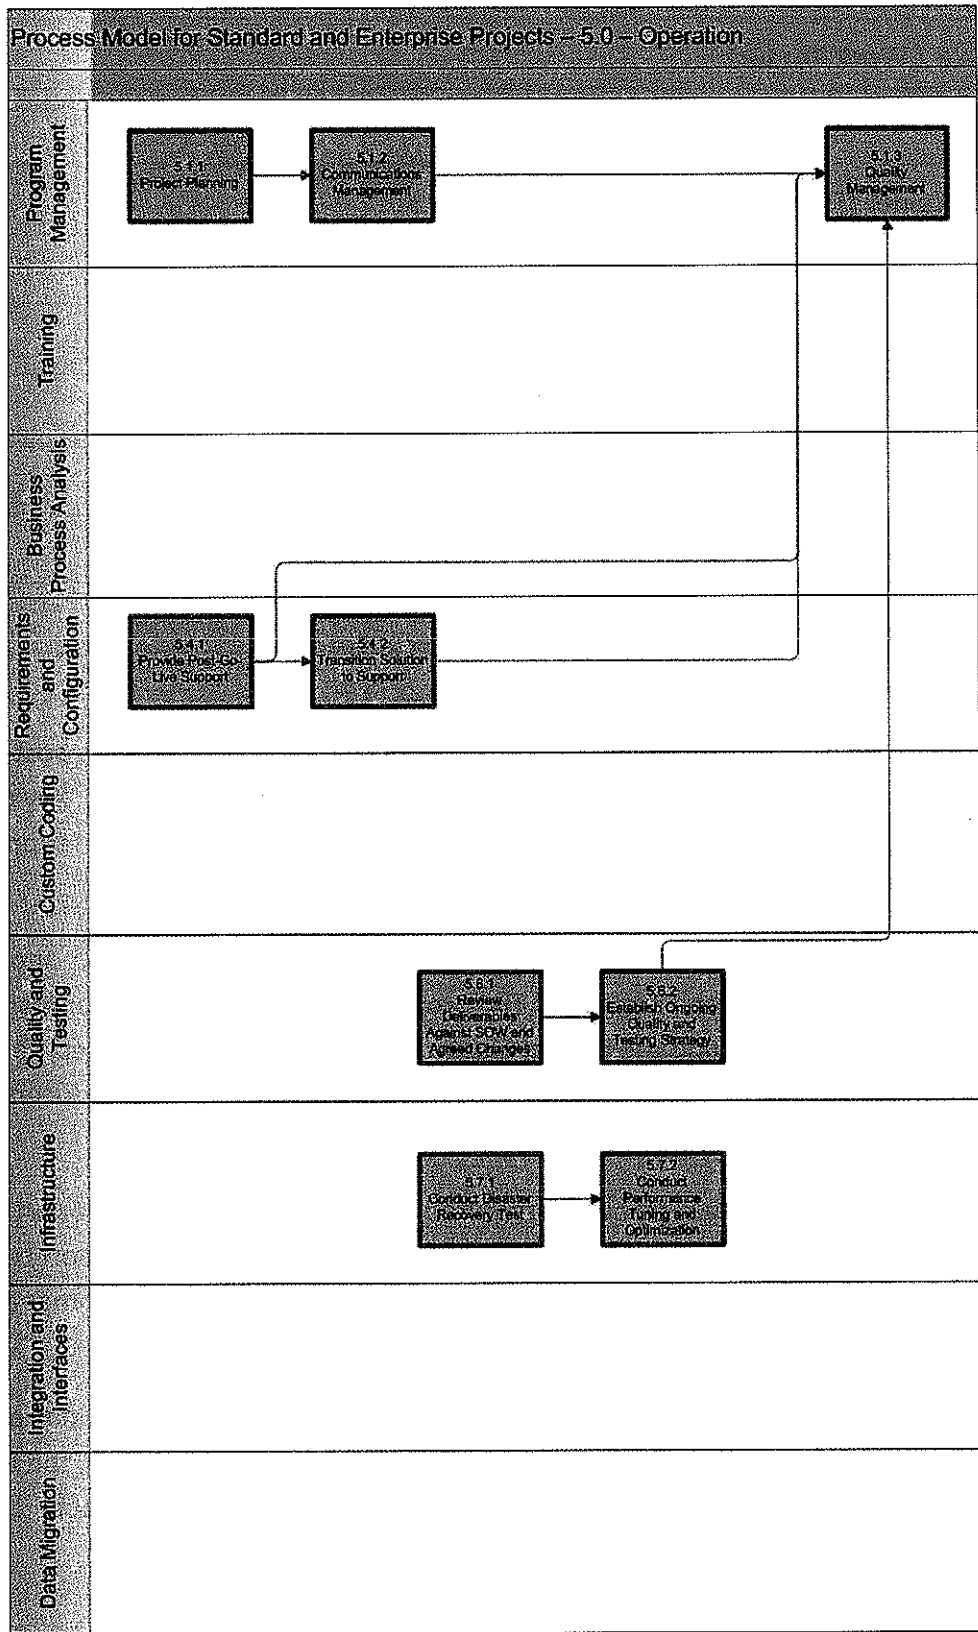 Process Model for Standard and Enterprise Projects – 5.0 – Operation
Program
Management
5.1.1
Project Planning
5.1.2
Communications
Management
5.1.3
Quality
Management
Training
Business
Process Analysis
Requirements
and
Configuration
5.4.1
Provide Post-Go-
Live Support
5.4.2
Transition Solution
to Support
Custom Coding
Quality and
Testing
5.6.1
Review
Deliverables
Against SOW and
Agreed Changes
5.6.2
Establish Ongoing
Quality and
Testing Strategy
Infrastructure
5.7.1
Conduct Disaster
Recovery Test
5.7.2
Conduct
Performance
Tuning and
Optimization
Integration and
Interfaces
Data Migration